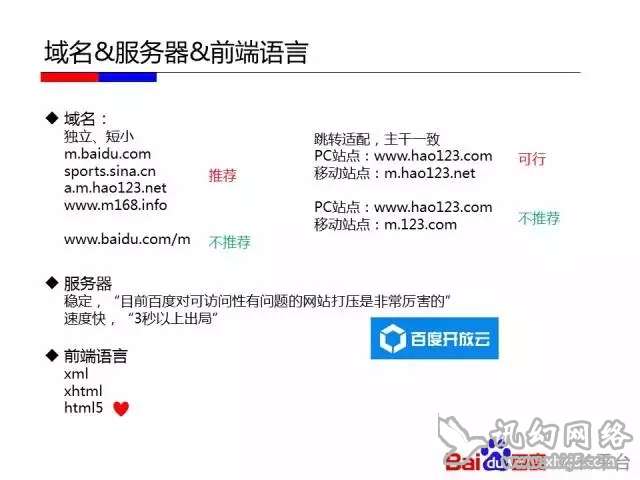 域名&服务器&前端语言
◆ 域名：
独立、短小
m.baidu.com
sports.sina.cn
a.m.hao123.net
www.m168.info
推荐
www.baidu.com/m
不推荐
跳转适配，主干一致
PC站点：www.hao123.com
移动站点：m.hao123.net
可行
PC站点：www.hao123.com
移动站点：m.123.com
不推荐
◆ 服务器
稳定，“目前百度对可访问性有问题的网站打压是非常厉害的”
速度快，“3秒以上出局”
百度开放云
◆ 前端语言
xml
xhtml
html5
讯幻网络
Bai du 百度
平台